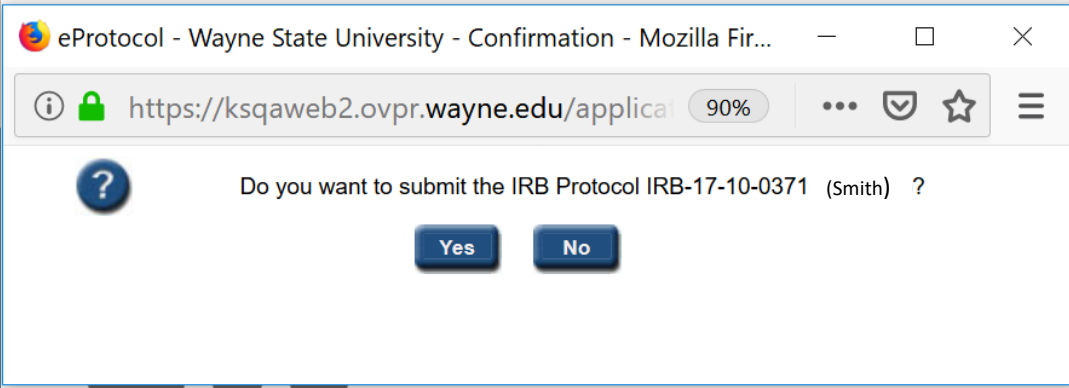 eProtocol - Wayne State University - Confirmation - Mozilla Fir...
https://ksqaweb2.ovpr.wayne.edu/applica 90%
? Do you want to submit the IRB Protocol IRB-17-10-0371 (Smith) ?
Yes No